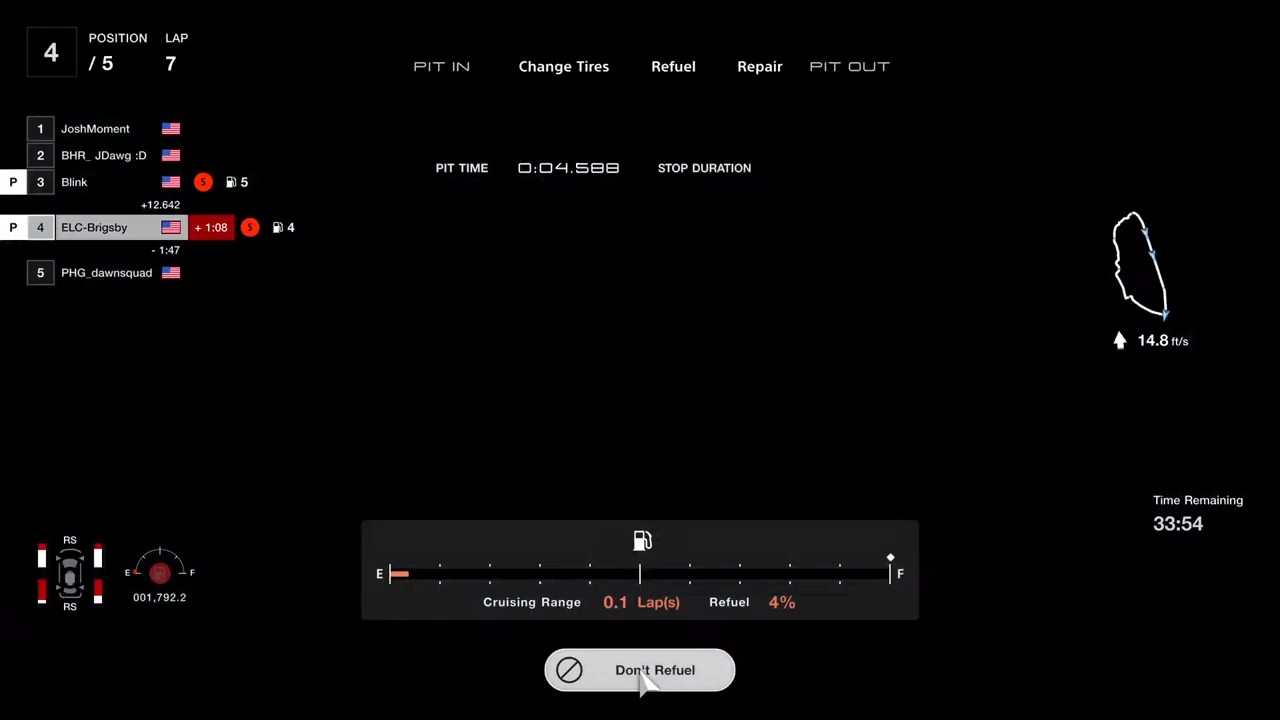 4
POSITION LAP
/ 5 7
PIT IN Change Tires Refuel Repair PIT OUT
1 JoshMoment
2 BHR_ JDawg :D
P 3 Blink S 5
+12.642
P 4 ELC-Brigsby + 1:08 S 4
- 1:47
5 PHG_dawnsquad
PIT TIME 0:04.588 STOP DURATION
14.8 ft/s
Time Remaining
33:54
RS
E F
001,792.2
RS
E F
Cruising Range 0.1 Lap(s) Refuel 4%
Don't Refuel